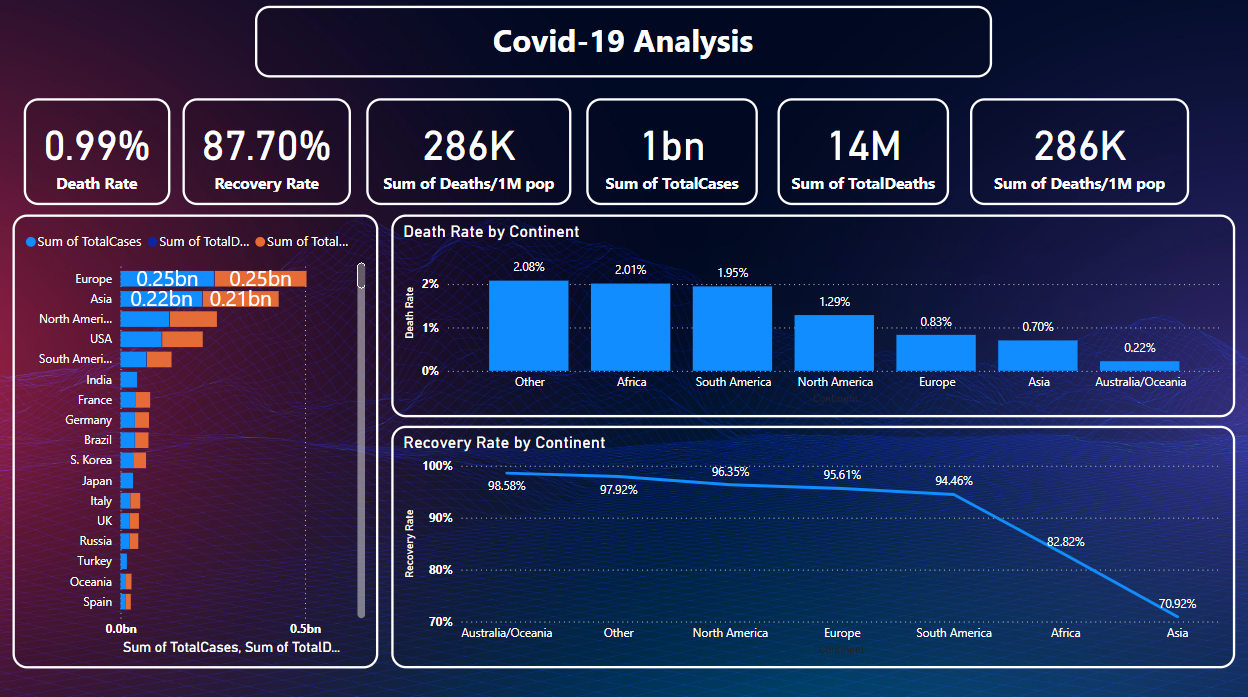 Covid-19 Analysis
0.99%
Death Rate
87.70%
Recovery Rate
286K
Sum of Deaths/1M pop
1bn
Sum of TotalCases
14M
Sum of TotalDeaths
286K
Sum of Deaths/1M pop
Sum of TotalCases Sum of TotalD... Sum of Total...
Europe 0.25bn 0.25bn
Asia 0.22bn 0.21bn
North Ameri...
USA
South Ameri...
India
France
Germany
Brazil
S. Korea
Japan
Italy
UK
Russia
Turkey
Oceania
Spain
0.0bn 0.5bn
Sum of TotalCases, Sum of TotalD...
Death Rate by Continent
Death Rate
2%
1%
0%
2.08% 2.01% 1.95% 1.29% 0.83% 0.70% 0.22%
Other Africa South America North America Europe Asia Australia/Oceania
Continent
Recovery Rate by Continent
Recovery Rate
100%
90%
80%
70%
98.58% 97.92% 96.35% 95.61% 94.46% 82.82% 70.92%
Australia/Oceania Other North America Europe South America Africa Asia
Continent